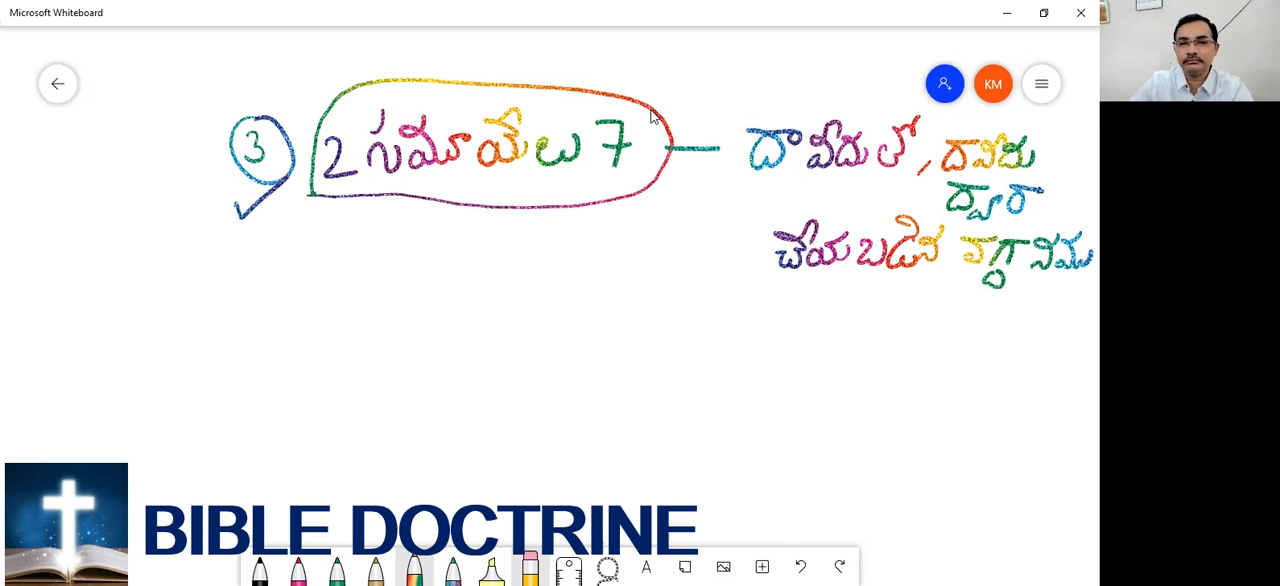 Microsoft Whiteboard
KM
3 2 సమూయేలు 7 — దావీదుతో, దావీదు
ద్వారా
చేయబడిన వాగ్దానము
BIBLE DOCTRINE
A